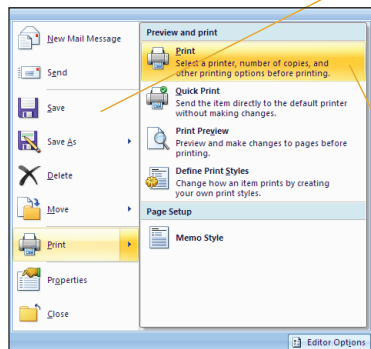 New Mail Message
Send
Save
Save As
Delete
Move
Print
Properties
Close
Preview and print
Print
Select a printer, number of copies, and
other printing options before printing.
Quick Print
Send the item directly to the default printer
without making changes.
Print Preview
Preview and make changes to pages before
printing.
Define Print Styles
Change how an item prints by creating
your own print styles.
Page Setup
Memo Style
Editor Options